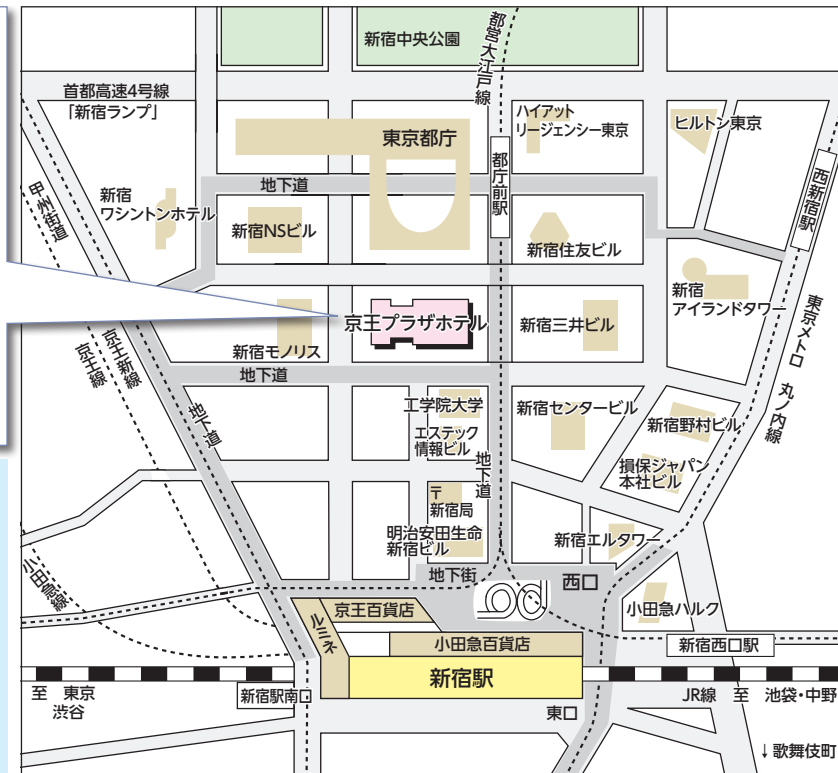 新宿中央公園
都営大江戸線
首都高速4号線
「新宿ランプ」
東京都庁
ハイアット
リージェンシー東京
ヒルトン東京
都庁前駅
西新宿駅
甲州街道
地下道
新宿
ワシントンホテル
新宿NSビル
新宿住友ビル
新宿
アイランドタワー
京王プラザホテル
新宿三井ビル
東京メトロ 丸ノ内線
新宿モノリス
京王新線
京王線
地下道
地下道
工学院大学
エステック
情報ビル
地下道
新宿センタービル
新宿野村ビル
損保ジャパン
本社ビル
〒
新宿局
明治安田生命
新宿ビル
新宿エルタワー
小田急線
地下街
西口
小田急ハルク
ルミネ
京王百貨店
小田急百貨店
新宿西口駅
新宿駅
至 東京
渋谷
新宿駅南口
東口
JR線 至 池袋・中野
↓歌舞伎町